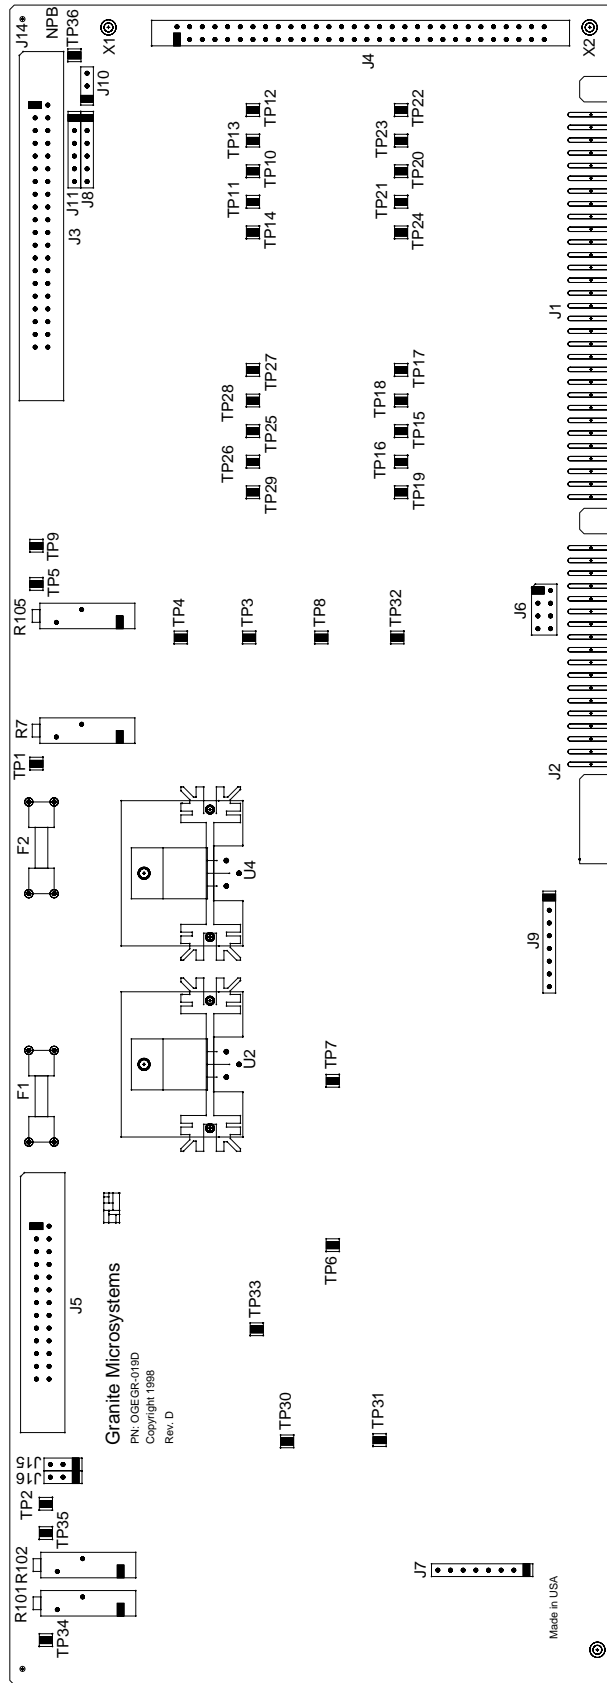 J14
NPB
TP36
X1
J10
J11
J8
J3
J4
X2
TP12
TP13
TP10
TP11
TP14
TP22
TP23
TP20
TP21
TP24
J1
TP27
TP28
TP25
TP26
TP29
TP17
TP18
TP15
TP16
TP19
TP9
TP5
R105
TP4
TP3
TP8
TP32
J6
R7
TP1
J2
F2
U4
J9
F1
U2
TP7
J5
TP6
Granite Microsystems
PN: OGEGR-019D
Copyright 1998
Rev. D
TP33
TP30
TP31
J15
J16
TP2
TP35
R102
R101
TP34
J7
Made in USA